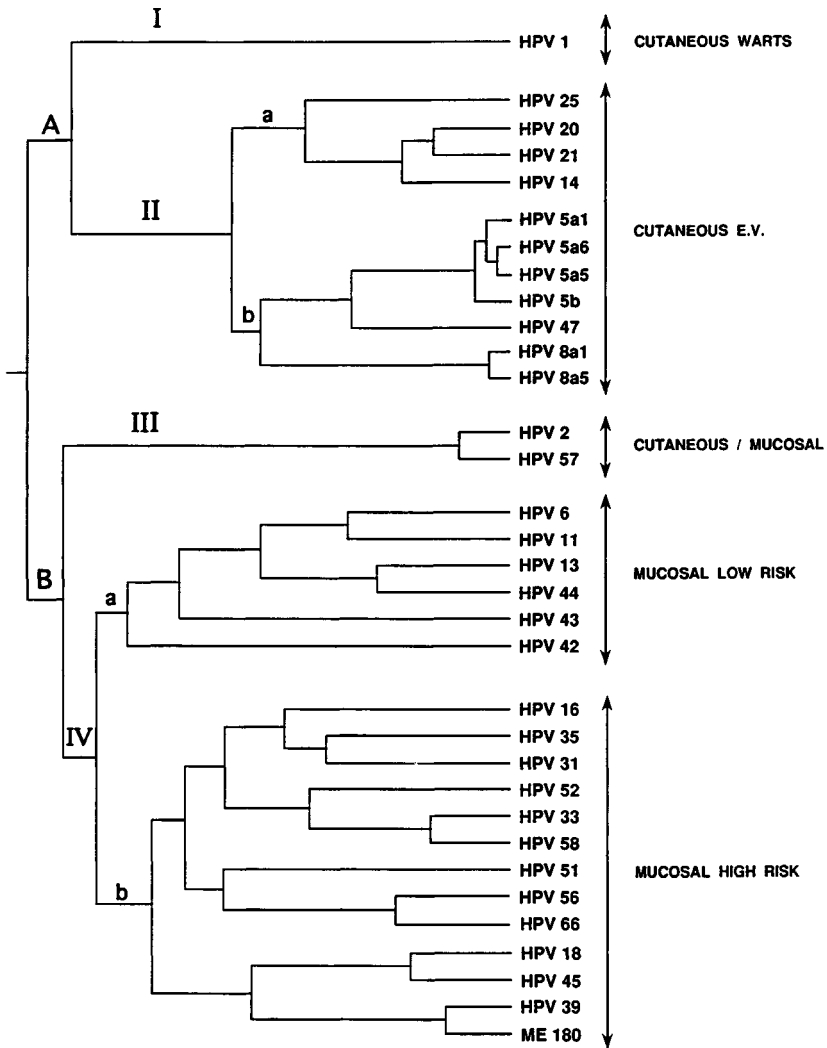 I
HPV 1
CUTANEOUS WARTS
A
a
HPV 25
HPV 20
HPV 21
HPV 14
II
HPV 5a1
CUTANEOUS E.V.
HPV 5a6
HPV 5a5
HPV 5b
b
HPV 47
HPV 8a1
HPV 8a5
III
HPV 2
CUTANEOUS / MUCOSAL
HPV 57
B
a
HPV 6
HPV 11
HPV 13
MUCOSAL LOW RISK
HPV 44
HPV 43
HPV 42
IV
HPV 16
HPV 35
HPV 31
HPV 52
HPV 33
HPV 58
b
HPV 51
MUCOSAL HIGH RISK
HPV 56
HPV 66
HPV 18
HPV 45
HPV 39
ME 180